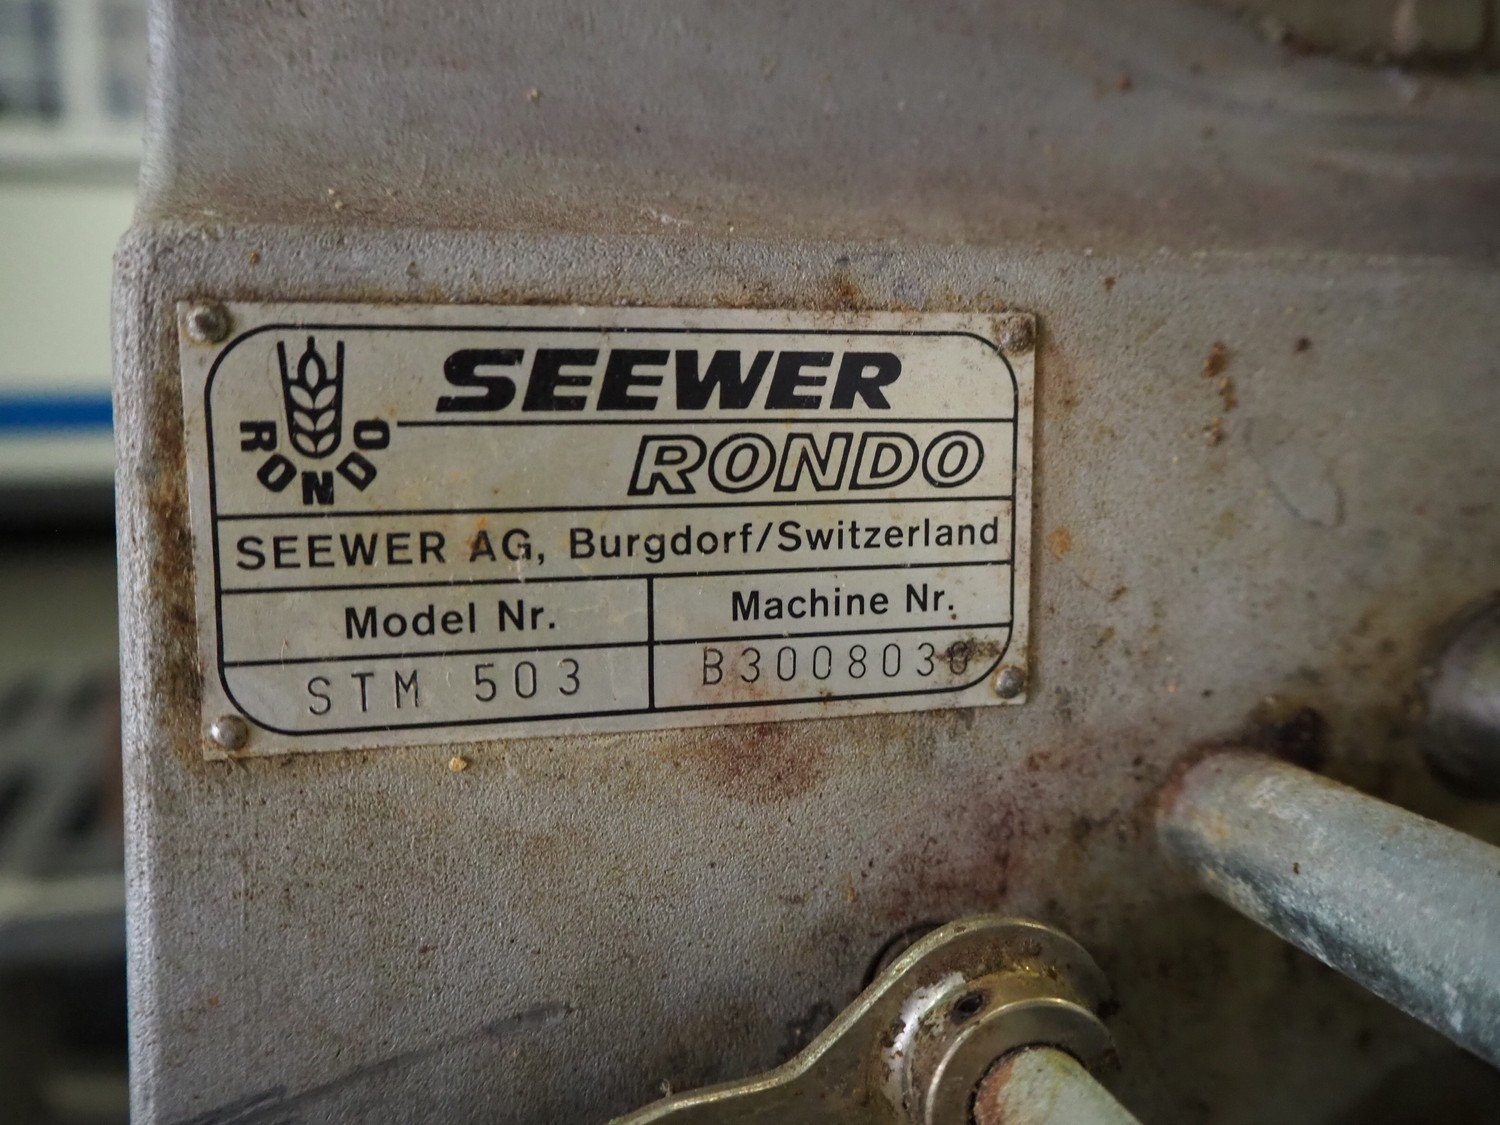 SEEWER
RONDO
RONDO
SEEWER AG, Burgdorf/Switzerland
Model Nr.
Machine Nr.
STM 503
B3008030